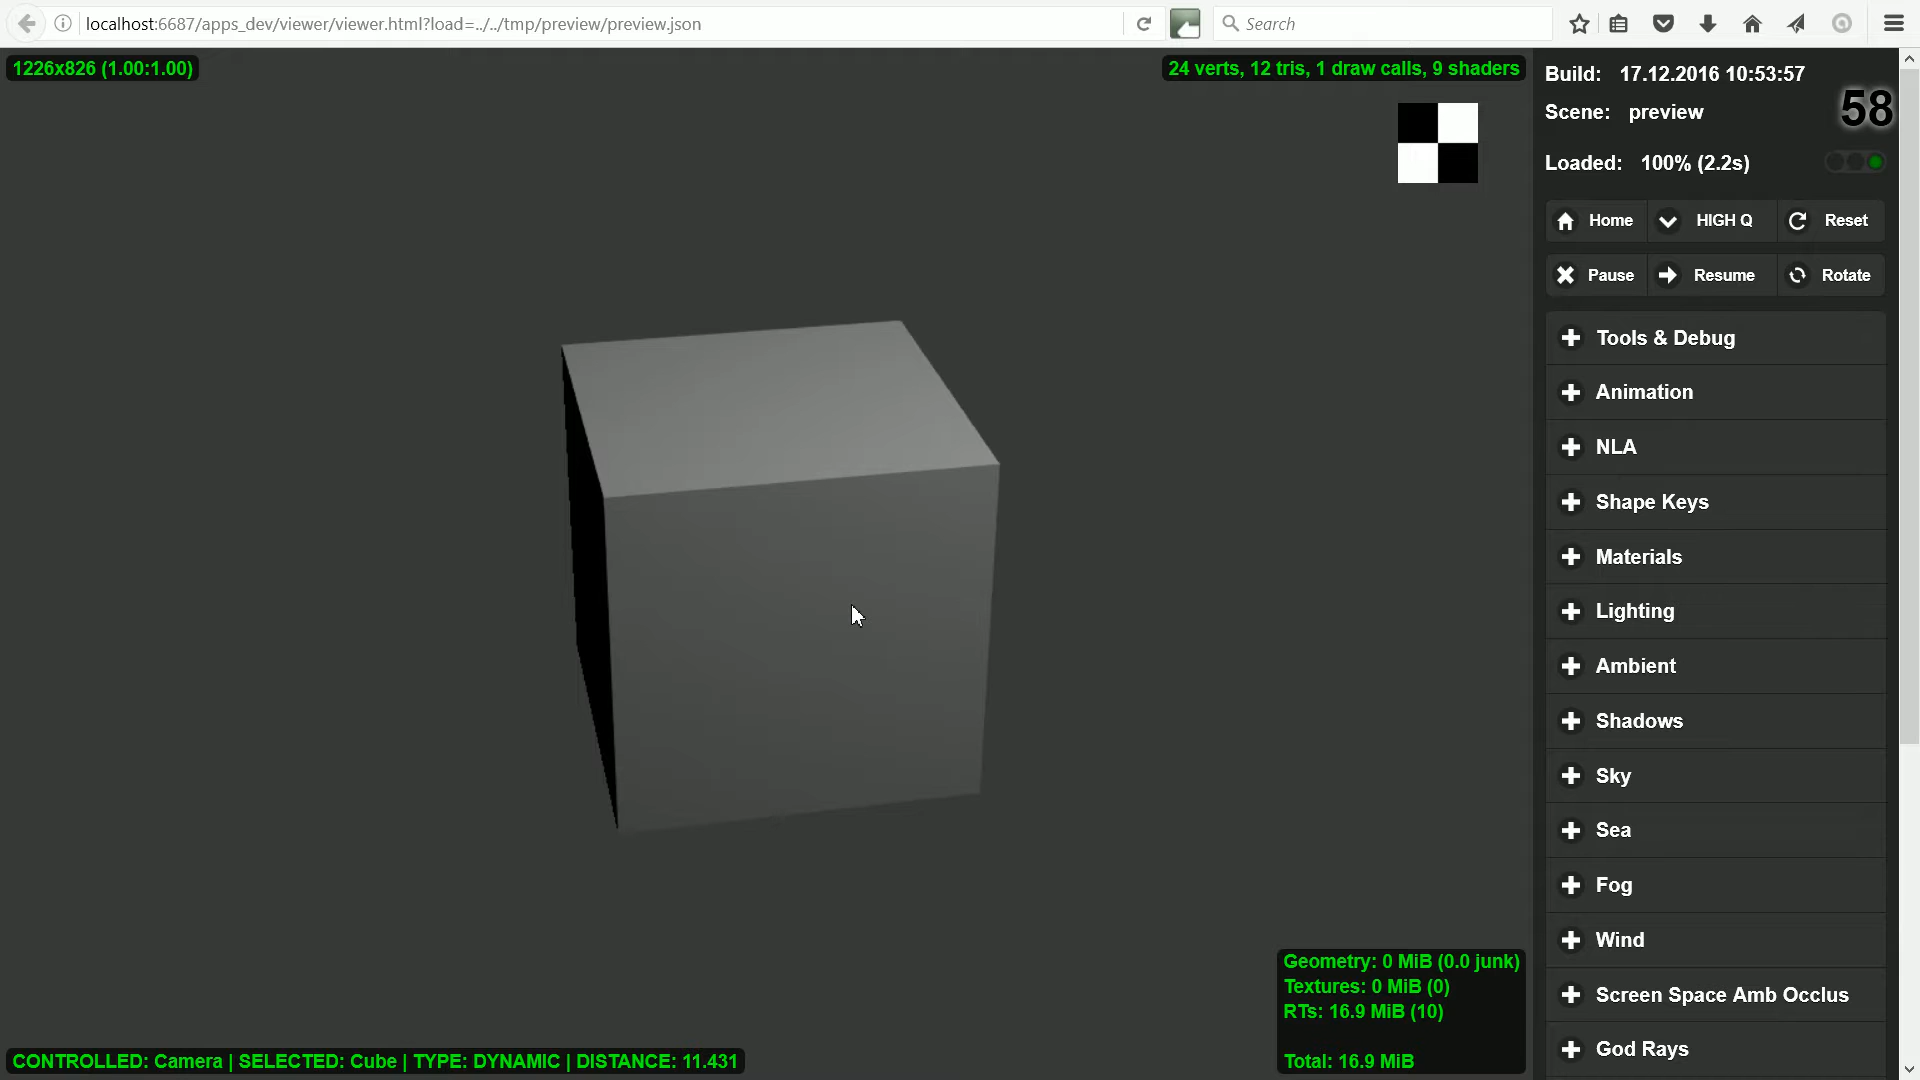 localhost:6687/apps_dev/viewer/viewer.html?load=../../tmp/preview/preview.json
Search
1226x826 (1.00:1.00)
24 verts, 12 tris, 1 draw calls, 9 shaders
Build: 17.12.2016 10:53:57
Scene: preview
58
Loaded: 100% (2.2s)
Home
HIGH Q
Reset
Pause
Resume
Rotate
Tools & Debug
Animation
NLA
Shape Keys
Materials
Lighting
Ambient
Shadows
Sky
Sea
Fog
Wind
Screen Space Amb Occlus
God Rays
Geometry: 0 MiB (0.0 junk)
Textures: 0 MiB (0)
RTs: 16.9 MiB (10)
Total: 16.9 MiB
CONTROLLED: Camera | SELECTED: Cube | TYPE: DYNAMIC | DISTANCE: 11.431